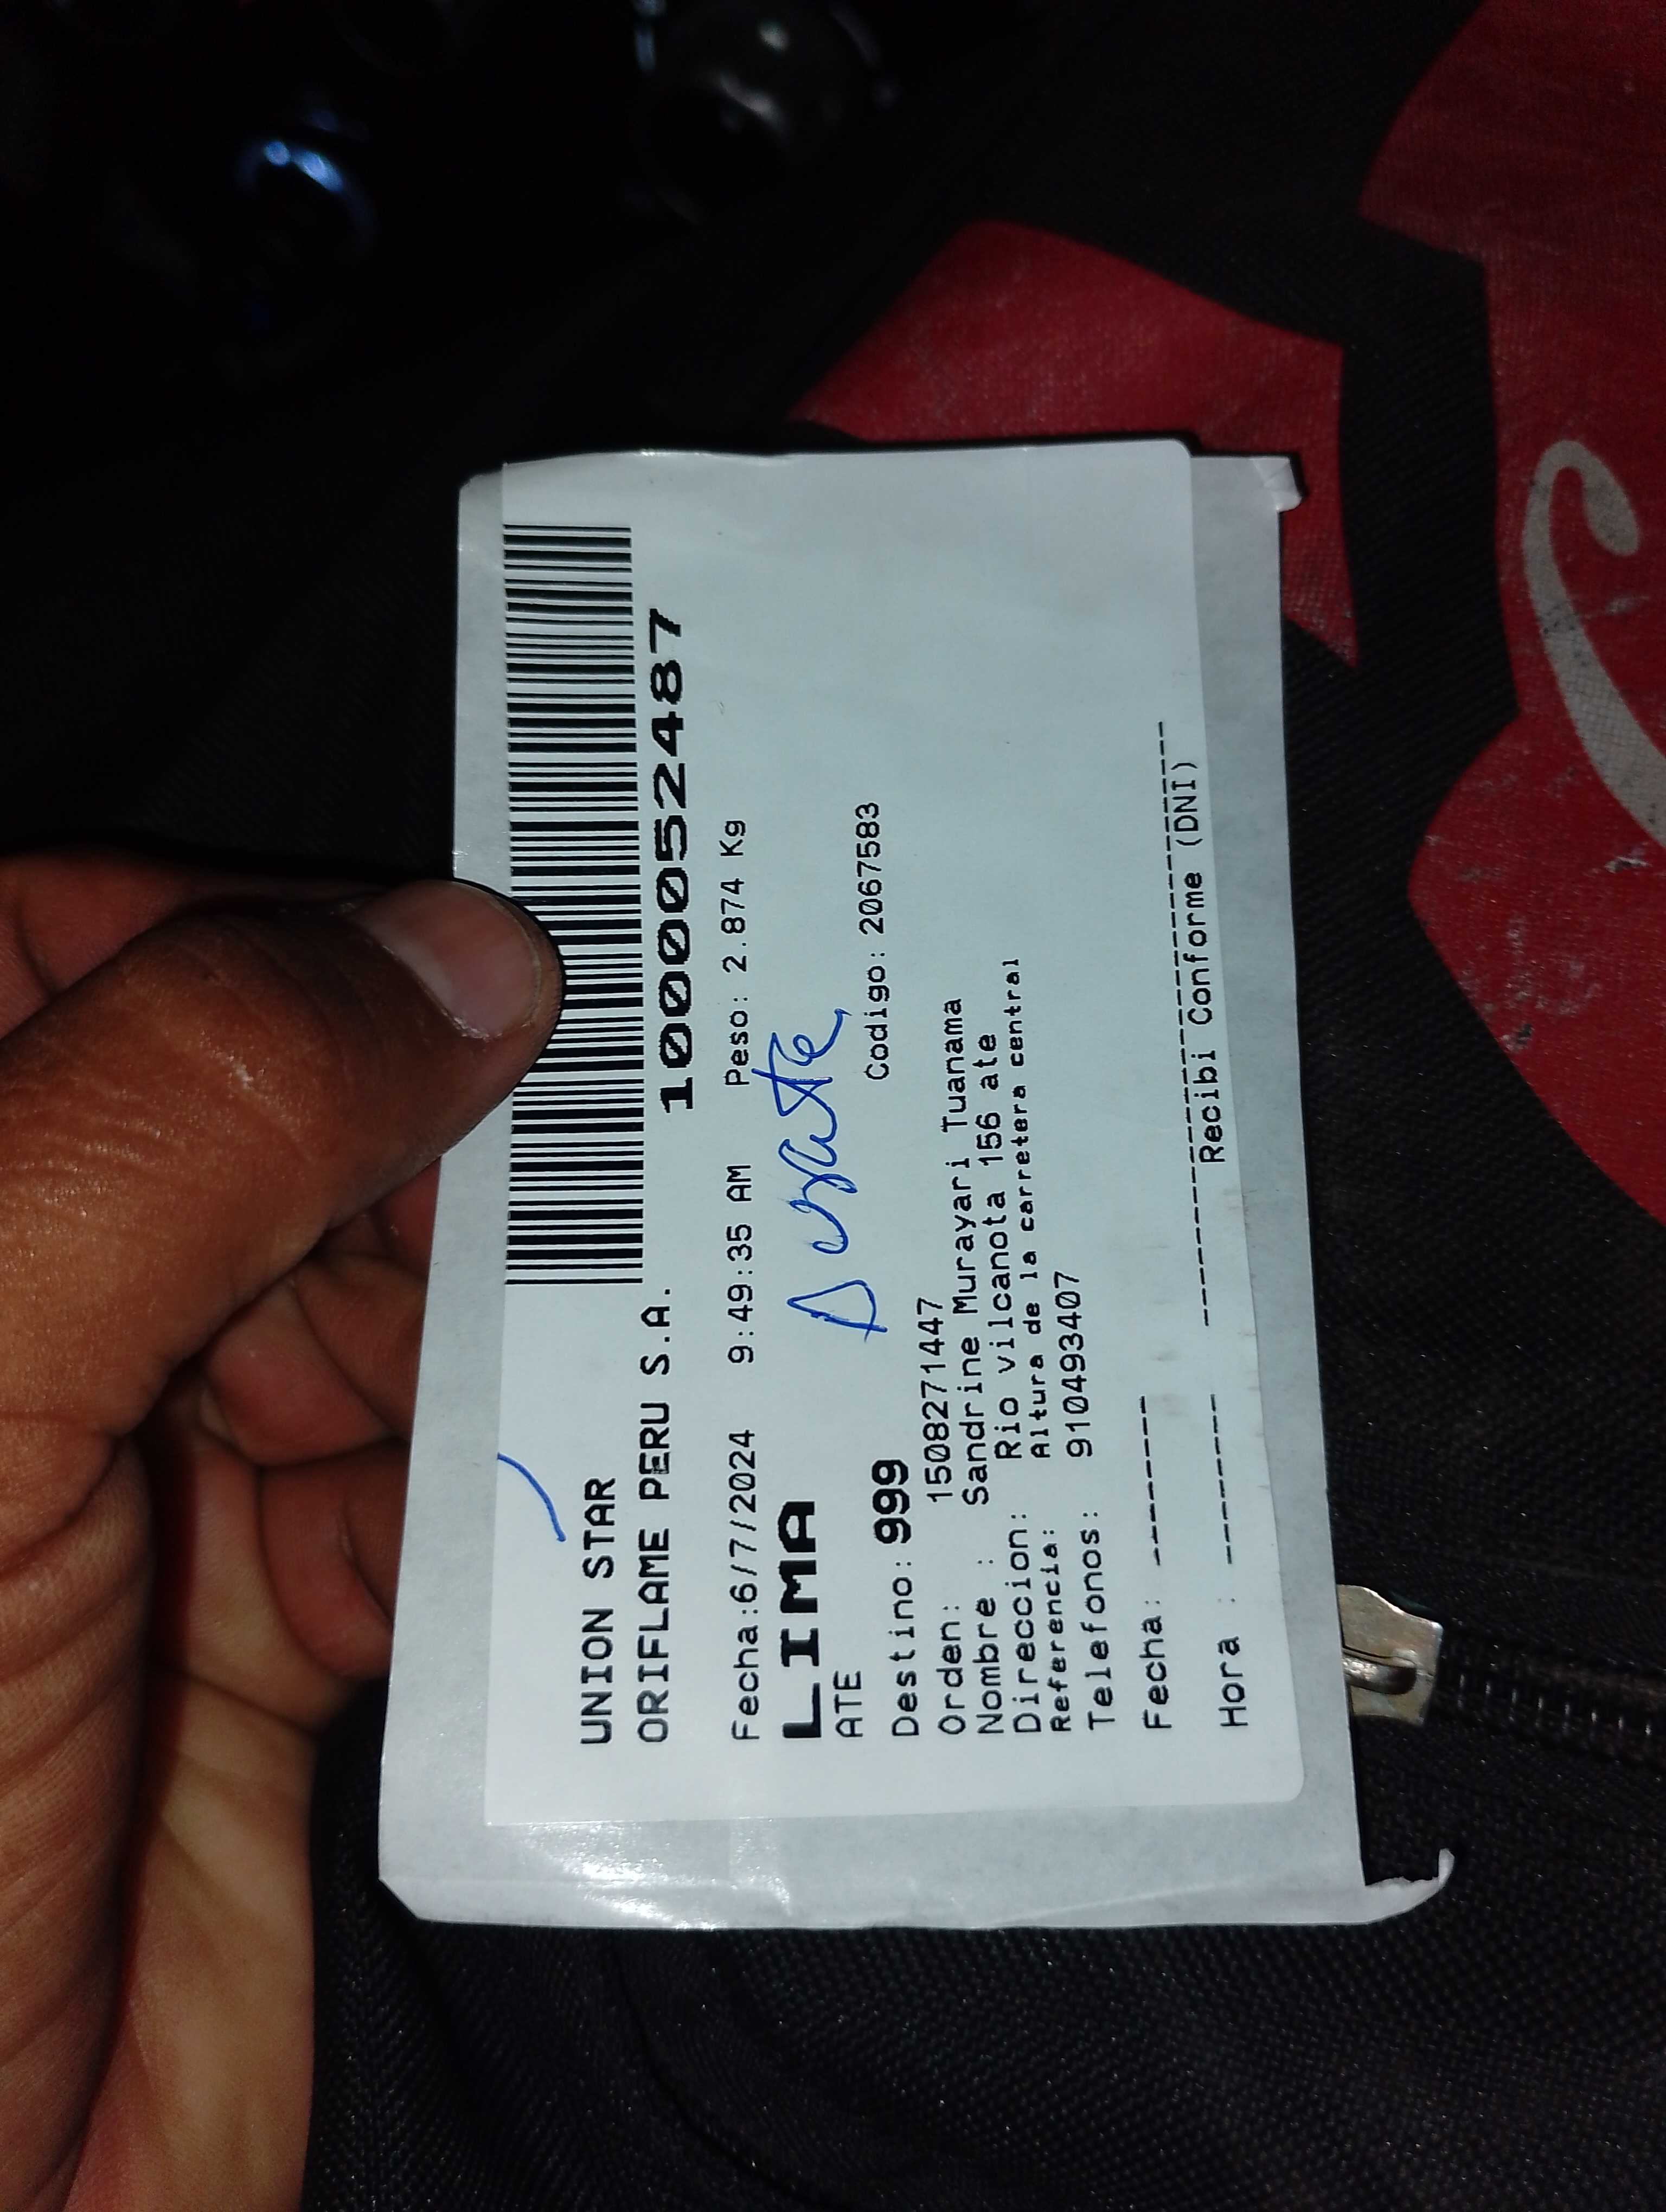 UNION STAR
ORIFLAME PERU S.A.
1000052487
Fecha:6/7/2024 9:49:35 AM Peso: 2.874 Kg
LIMA
ATE
Destino: 999 Codigo: 2067583
Orden: 1508271447
Nombre : Sandrine Murayari Tuanama
Direccion: Rio vilcanota 156 ate
Referencia: Altura de la carretera central
Telefonos: 910493407
Fecha: --------
Hora : --------
Recibi Conforme (DNI)